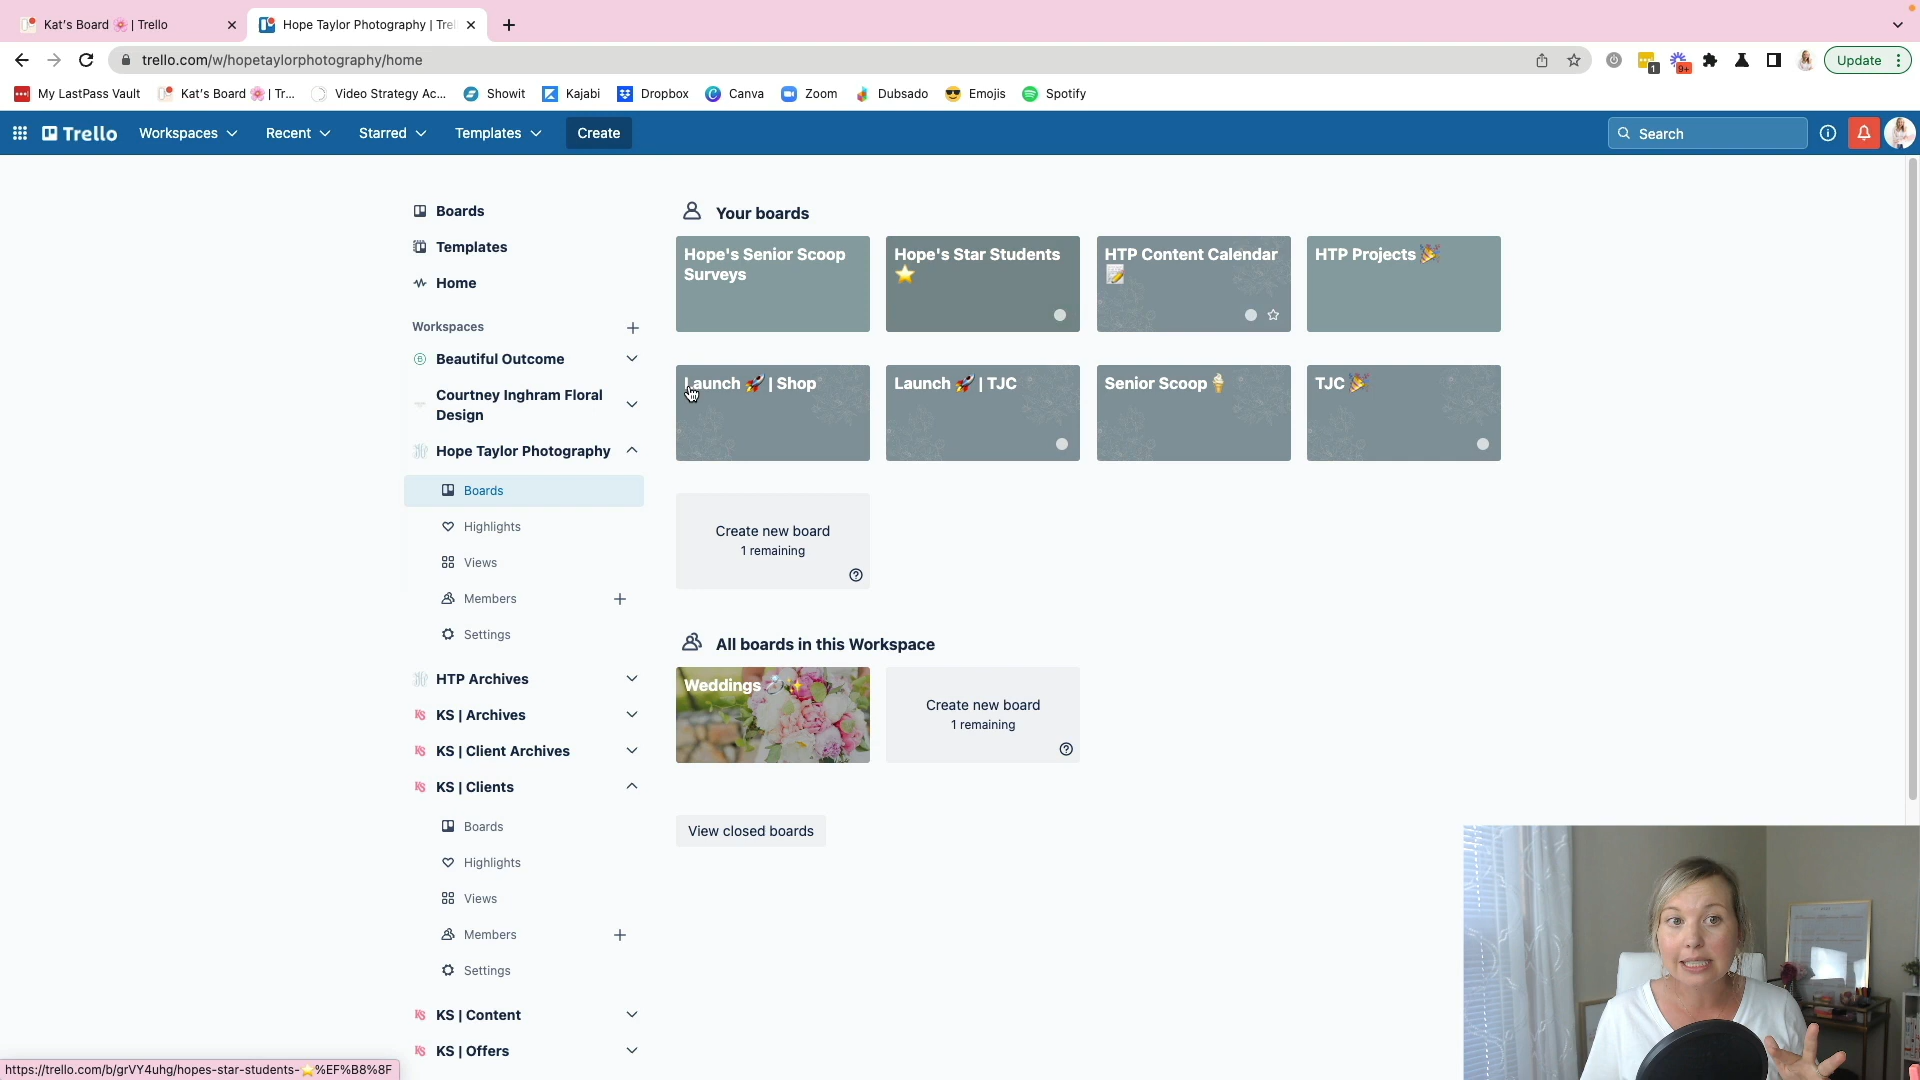 Kat's Board 🌸 | Trello
Hope Taylor Photography | Trel
trello.com/w/hopetaylorphotography/home
1
9+
Update
My LastPass Vault
Kat's Board 🌸 | Tr...
Video Strategy Ac...
Showit
Kajabi
Dropbox
Canva
Zoom
Dubsado
Emojis
Spotify
Trello
Workspaces
Recent
Starred
Templates
Create
Search
Boards
Templates
Home
Workspaces
Beautiful Outcome
Courtney Inghram Floral
Design
Hope Taylor Photography
Boards
Highlights
Views
Members
Settings
HTP Archives
KS | Archives
KS | Client Archives
KS | Clients
Boards
Highlights
Views
Members
Settings
KS | Content
KS | Offers
Your boards
Hope's Senior Scoop
Surveys
Hope's Star Students
⭐
HTP Content Calendar
📝
HTP Projects 🎉
Launch 🚀 | Shop
Launch 🚀 | TJC
Senior Scoop 🍦
TJC 🎉
Create new board
1 remaining
All boards in this Workspace
Weddings 💍✨
Create new board
1 remaining
View closed boards
https://trello.com/b/grVY4uhg/hopes-star-students-⭐%EF%B8%8F